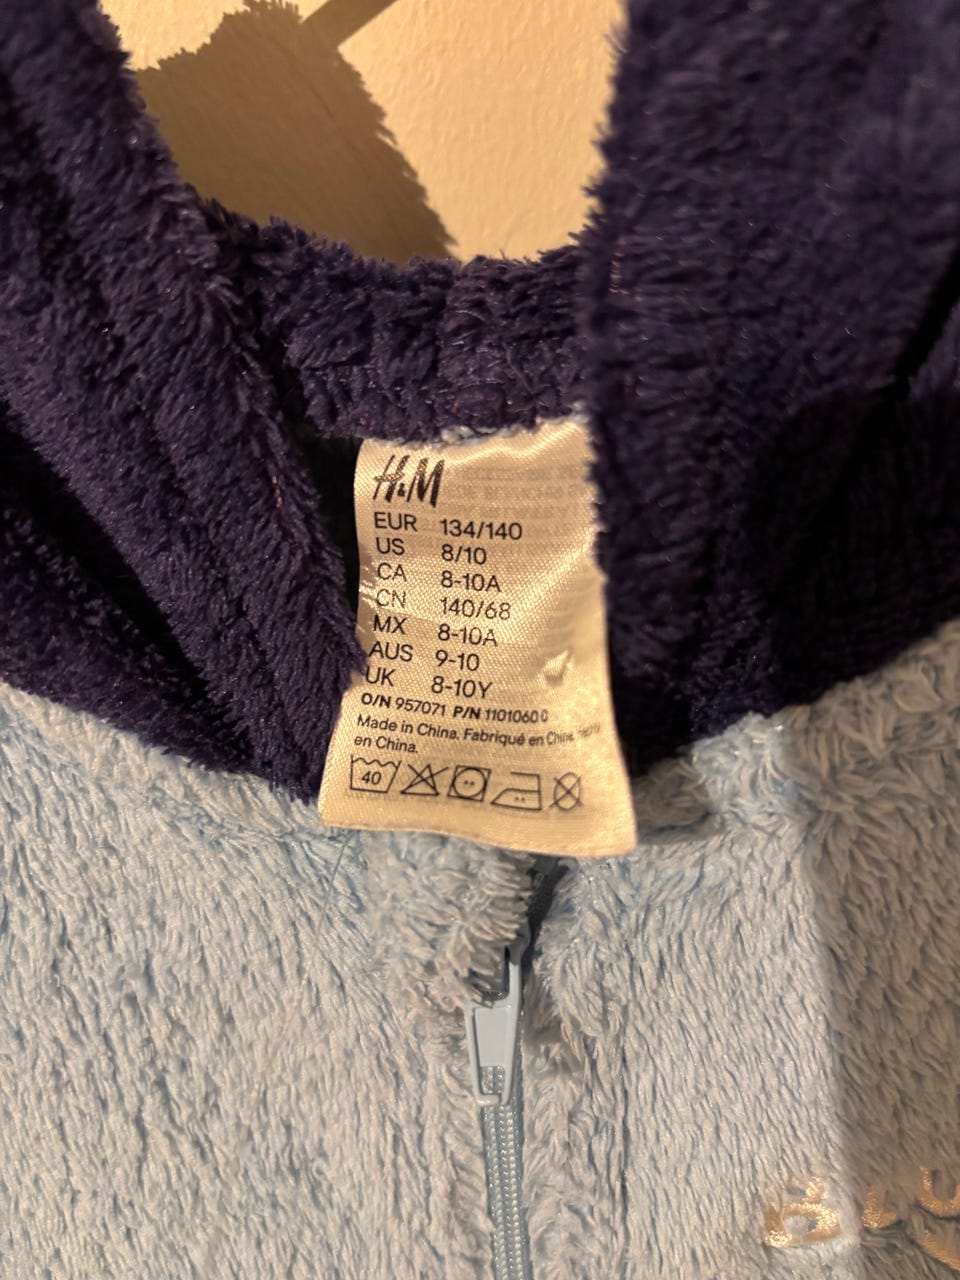 H&M
EUR 134/140
US 8/10
CA 8-10A
CN 140/68
MX 8-10A
AUS 9-10
UK 8-10Y
O/N 957071 P/N 1101060
Made in China. Fabriqué en Chine.
en China.
40
BLU